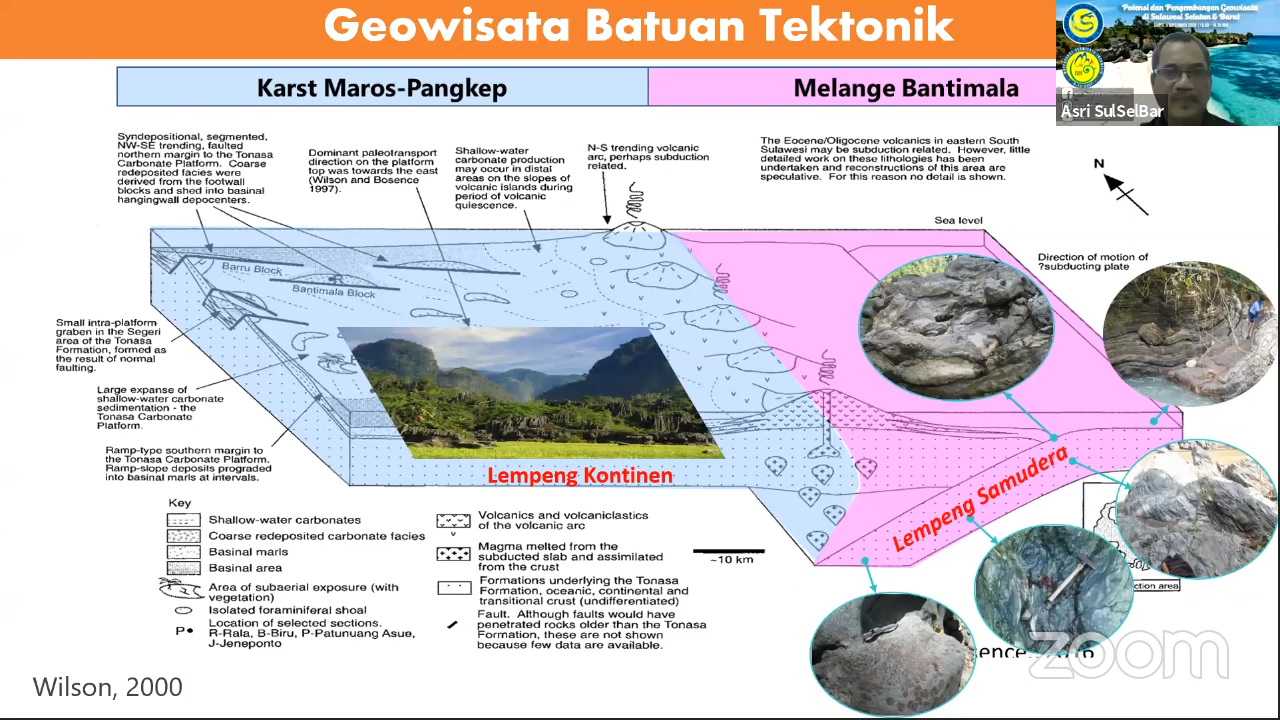 Geowisata Batuan Tektonik
Potensi dan Pengembangan Geowisata
di Sulawesi Selatan & Barat
Asri SulSelBar
Karst Maros-Pangkep
Melange Bantimala
Syndepositional, segmented,
NW-SE trending, faulted
northern margin to the Tonasa
Carbonate Platform. Coarse
redeposited facies were
derived from the footwall
blocks and shed into basinal
hangingwall depocenters.
Dominant paleotransport
direction on the platform
top was towards the east
(Wilson and Bosence
1997).
Shallow-water
carbonate production
may occur in distal
areas on the slopes of
volcanic islands during
period of volcanic
quiescence.
N-S trending volcanic
arc, perhaps subduction
related.
The Eocene/Oligocene volcanics in eastern South
Sulawesi may be subduction related. However, little
detailed work on these lithologies has been
undertaken and reconstructions of this area are
speculative. For this reason no detail is shown.
N
Sea level
Direction of motion of
?subducting plate
Barru Block
Bantimala Block
Small intra-platform
graben in the Segeri
area of the Tonasa
Formation, formed as
the result of normal
faulting.
Large expanse of
shallow-water carbonate
sedimentation - the
Tonasa Carbonate
Platform.
Ramp-type southern margin to
the Tonasa Carbonate Platform.
Ramp-slope deposits prograded
into basinal marls at intervals.
Lempeng Kontinen
Lempeng Samudera
Key
Shallow-water carbonates
Coarse redeposited carbonate facies
Basinal marls
Basinal area
Area of subaerial exposure (with
vegetation)
Isolated foraminiferal shoal
P Location of selected sections.
R-Rala, B-Biru, P-Patunuang Asue,
J-Jeneponto
Volcanics and volcaniclastics
of the volcanic arc
Magma melted from the
subducted slab and assimilated
from the crust
Formations underlying the Tonasa
Formation, oceanic, continental and
transitional crust (undifferentiated)
Fault. Although faults would have
penetrated rocks older than the Tonasa
Formation, these are not shown
because few data are available.
~10 km
ction area
zoom
Wilson, 2000